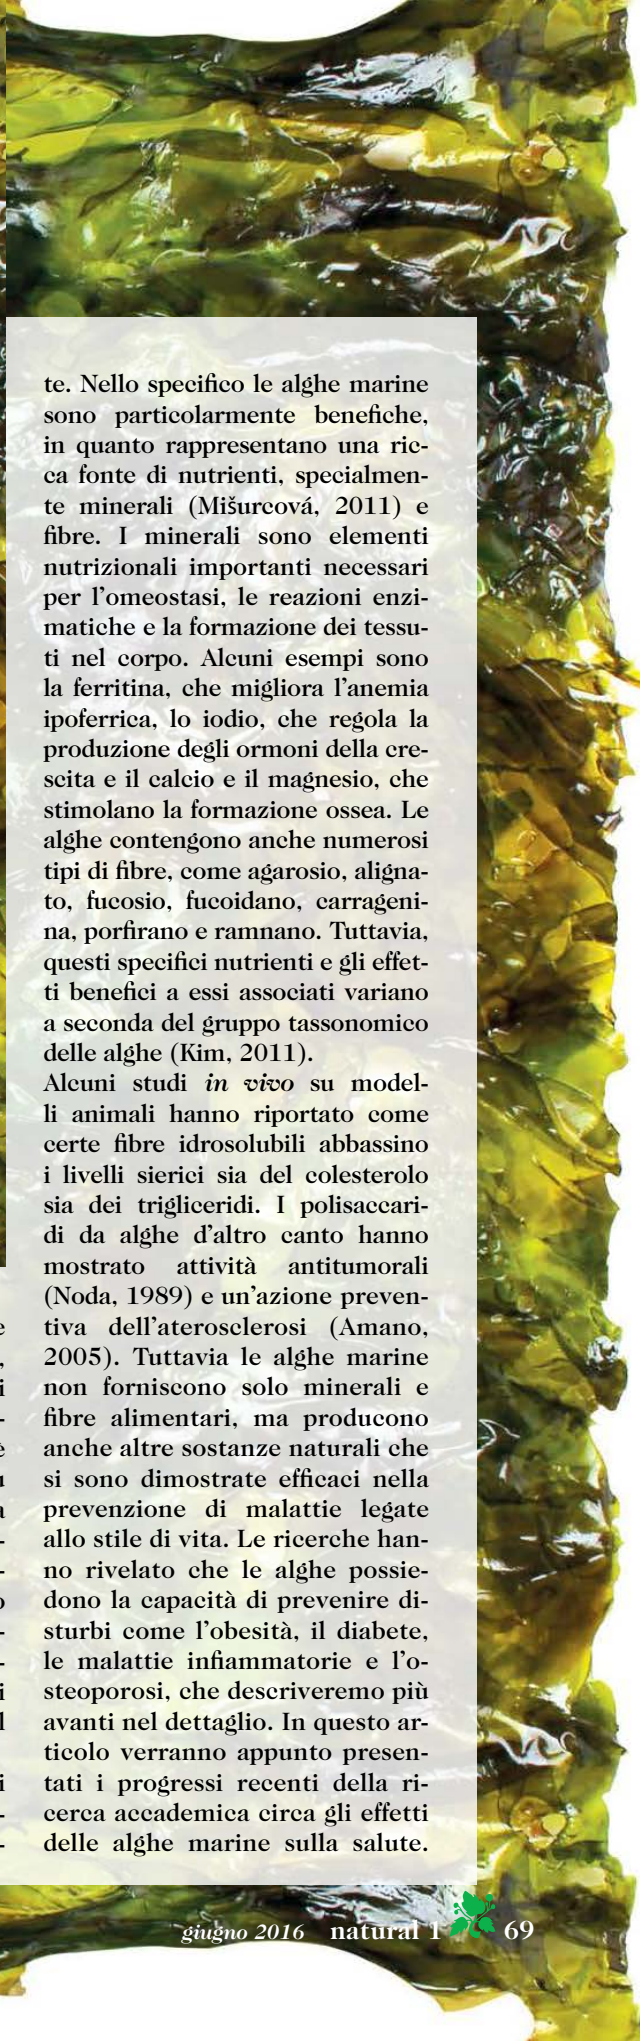 te. Nello specifico le alghe marine
sono particolarmente benefiche,
in quanto rappresentano una ric-
ca fonte di nutrienti, specialmen-
te minerali (Mišurcová, 2011) e
fibre. I minerali sono elementi
nutrizionali importanti necessari
per l'omeostasi, le reazioni enzi-
matiche e la formazione dei tessu-
ti nel corpo. Alcuni esempi sono
la ferritina, che migliora l'anemia
ipoferrica, lo iodio, che regola la
produzione degli ormoni della cre-
scita e il calcio e il magnesio, che
stimolano la formazione ossea. Le
alghe contengono anche numerosi
tipi di fibre, come agarosio, aligna-
to, fucosio, fucoidano, carrageni-
na, porfirano e ramnano. Tuttavia,
questi specifici nutrienti e gli effet-
ti benefici a essi associati variano
a seconda del gruppo tassonomico
delle alghe (Kim, 2011).
Alcuni studi in vivo su model-
li animali hanno riportato come
certe fibre idrosolubili abbassino
i livelli sierici sia del colesterolo
sia dei trigliceridi. I polisaccari-
di da alghe d'altro canto hanno
mostrato attività antitumorali
(Noda, 1989) e un'azione preven-
tiva dell'aterosclerosi (Amano,
2005). Tuttavia le alghe marine
non forniscono solo minerali e
fibre alimentari, ma producono
anche altre sostanze naturali che
si sono dimostrate efficaci nella
prevenzione di malattie legate
allo stile di vita. Le ricerche han-
no rivelato che le alghe possie-
dono la capacità di prevenire di-
sturbi come l'obesità, il diabete,
le malattie infiammatorie e l'o-
steoporosi, che descriveremo più
avanti nel dettaglio. In questo ar-
ticolo verranno appunto presen-
tati i progressi recenti della ri-
cerca accademica circa gli effetti
delle alghe marine sulla salute.
giugno 2016 natural 1 69